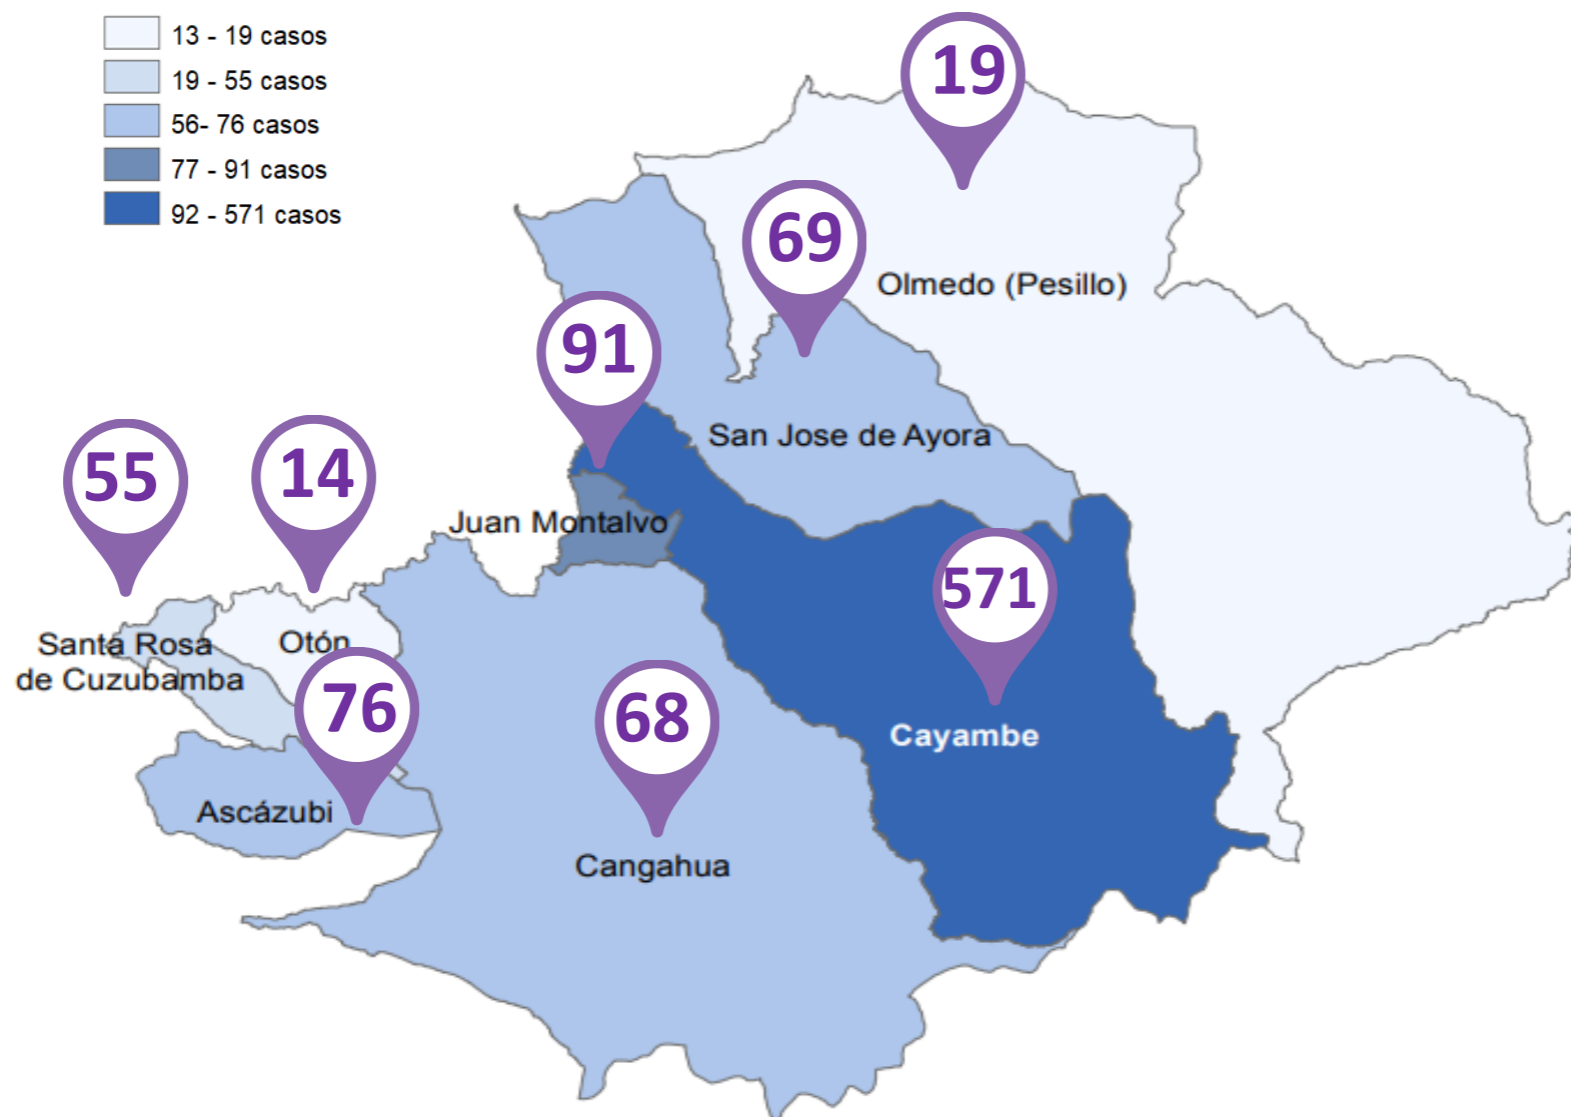 13 - 19 casos
19 - 55 casos
56- 76 casos
77 - 91 casos
92 - 571 casos
19
69
Olmedo (Pesillo)
91
San Jose de Ayora
55
14
Juan Montalvo
571
Santa Rosa
de Cuzubamba
Otón
76
68
Cayambe
Ascázubi
Cangahua